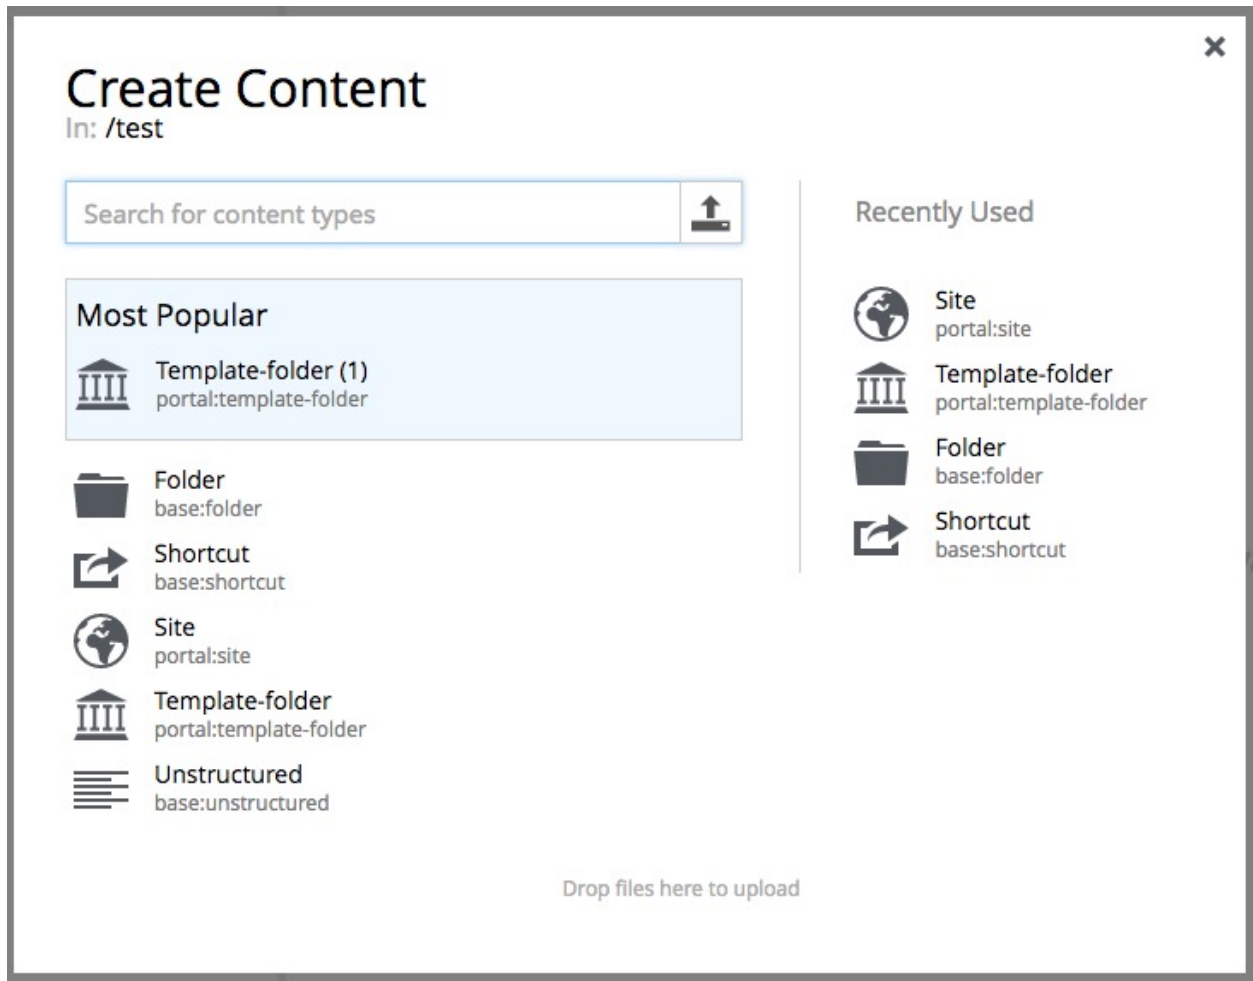 Create Content
In: /test
Search for content types
Most Popular
Template-folder (1)
portal:template-folder
Folder
base:folder
Shortcut
base:shortcut
Site
portal:site
Template-folder
portal:template-folder
Unstructured
base:unstructured
Recently Used
Site
portal:site
Template-folder
portal:template-folder
Folder
base:folder
Shortcut
base:shortcut
Drop files here to upload